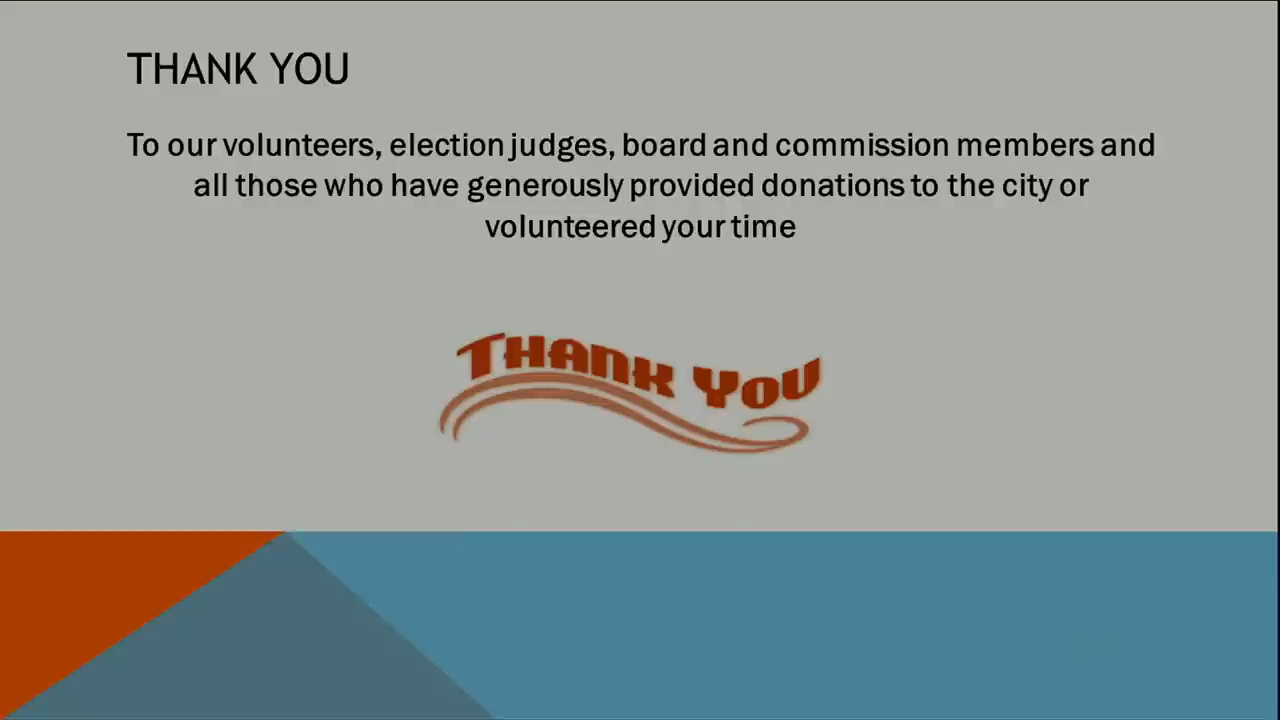 THANK YOU
To our volunteers, election judges, board and commission members and
all those who have generously provided donations to the city or
volunteered your time
THANK YOU